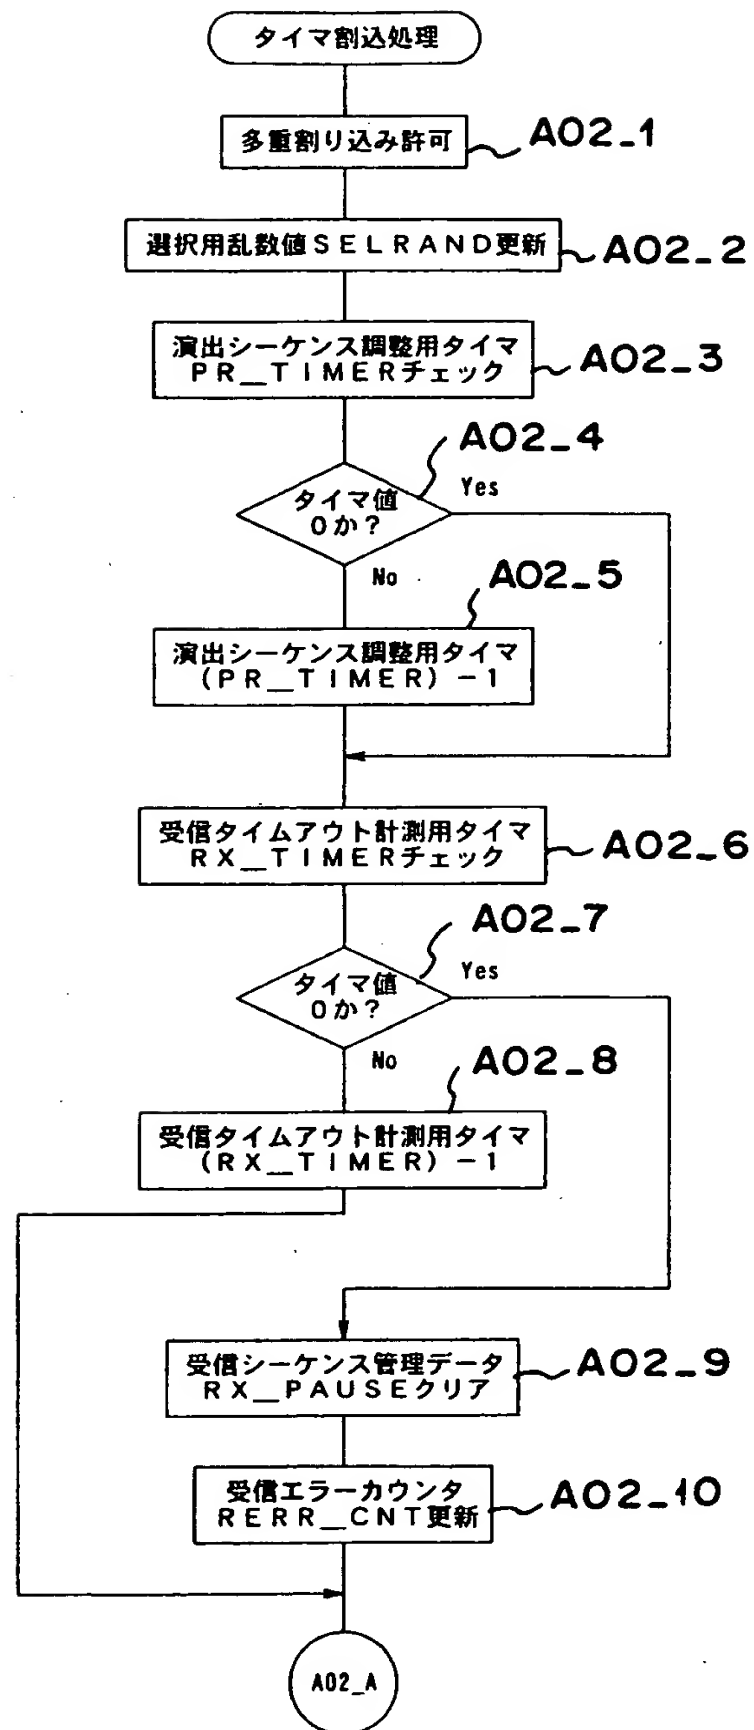 タイマ割込処理
多重割り込み許可
A02_1
選択用乱数値SELRAND更新
A02_2
演出シーケンス調整用タイマ
PR_TIMERチェック
A02_3
A02_4
タイマ値
0か?
Yes
No
A02_5
演出シーケンス調整用タイマ
(PR_TIMER)-1
受信タイムアウト計測用タイマ
RX_TIMERチェック
A02_6
A02_7
タイマ値
0か?
Yes
No
A02_8
受信タイムアウト計測用タイマ
(RX_TIMER)-1
受信シーケンス管理データ
RX_PAUSEクリア
A02_9
受信エラーカウンタ
RERR_CNT更新
A02_10
A02_A